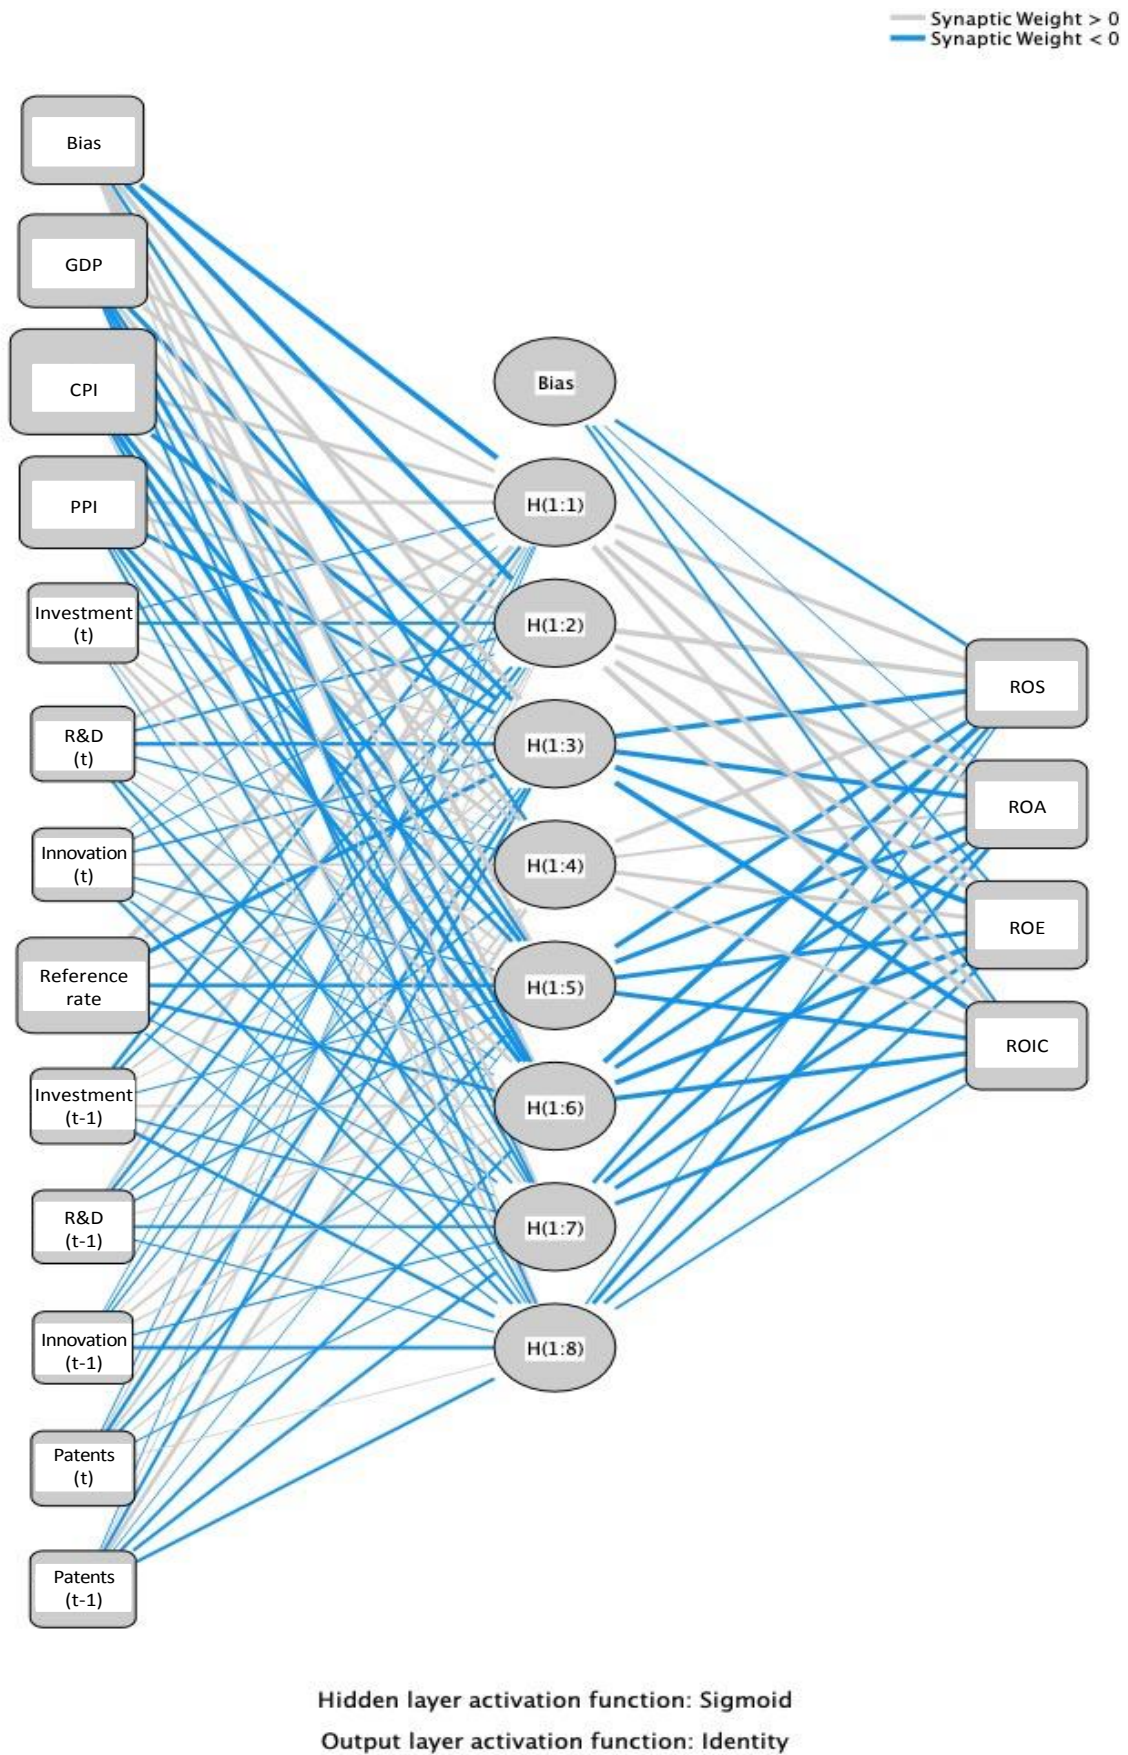 Synaptic Weight > 0
Synaptic Weight < 0
Bias
GDP
CPI
PPI
Investment
(t)
R&D
(t)
Innovation
(t)
Reference
rate
Investment
(t-1)
R&D
(t-1)
Innovation
(t-1)
Patents
(t)
Patents
(t-1)
Bias
H(1:1)
H(1:2)
H(1:3)
H(1:4)
H(1:5)
H(1:6)
H(1:7)
H(1:8)
ROS
ROA
ROE
ROIC
Hidden layer activation function: Sigmoid
Output layer activation function: Identity